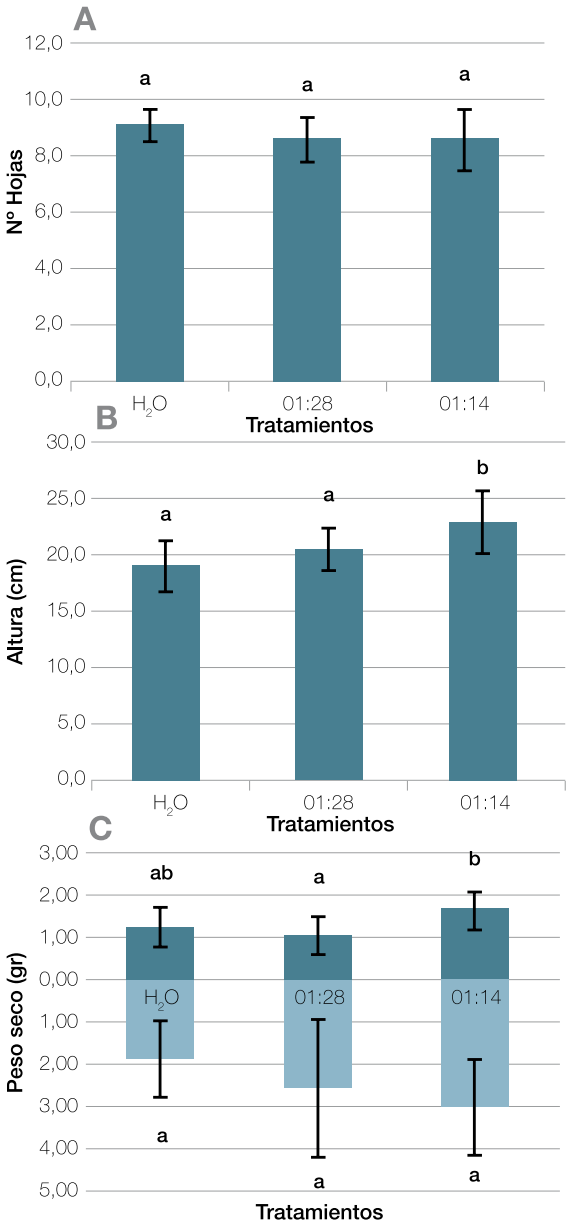 A
12,0
a
a
a
10,0
8,0
Nº Hojas
6,0
4,0
2,0
0,0
H₂O
01:28
01:14
Tratamientos
B
30,0
b
25,0
a
a
20,0
Altura (cm)
15,0
10,0
5,0
0,0
H₂O
01:28
01:14
Tratamientos
C
3,00
ab
a
b
2,00
1,00
0,00
Peso seco (gr)
H₂O
01:28
01:14
1,00
2,00
3,00
4,00
a
a
a
5,00
Tratamientos